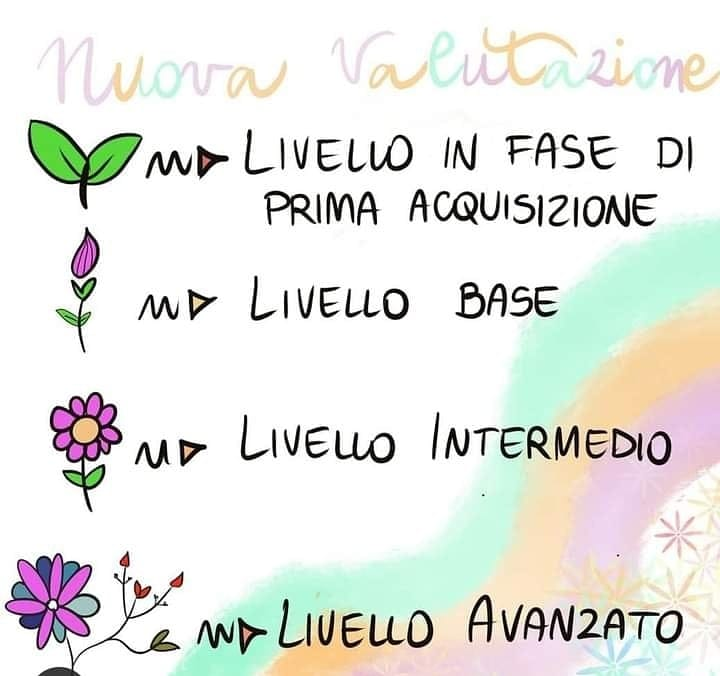 Nuova Valutazione
LIVELLO IN FASE DI
PRIMA ACQUISIZIONE
LIVELLO BASE
LIVELLO INTERMEDIO
LIVELLO AVANZATO